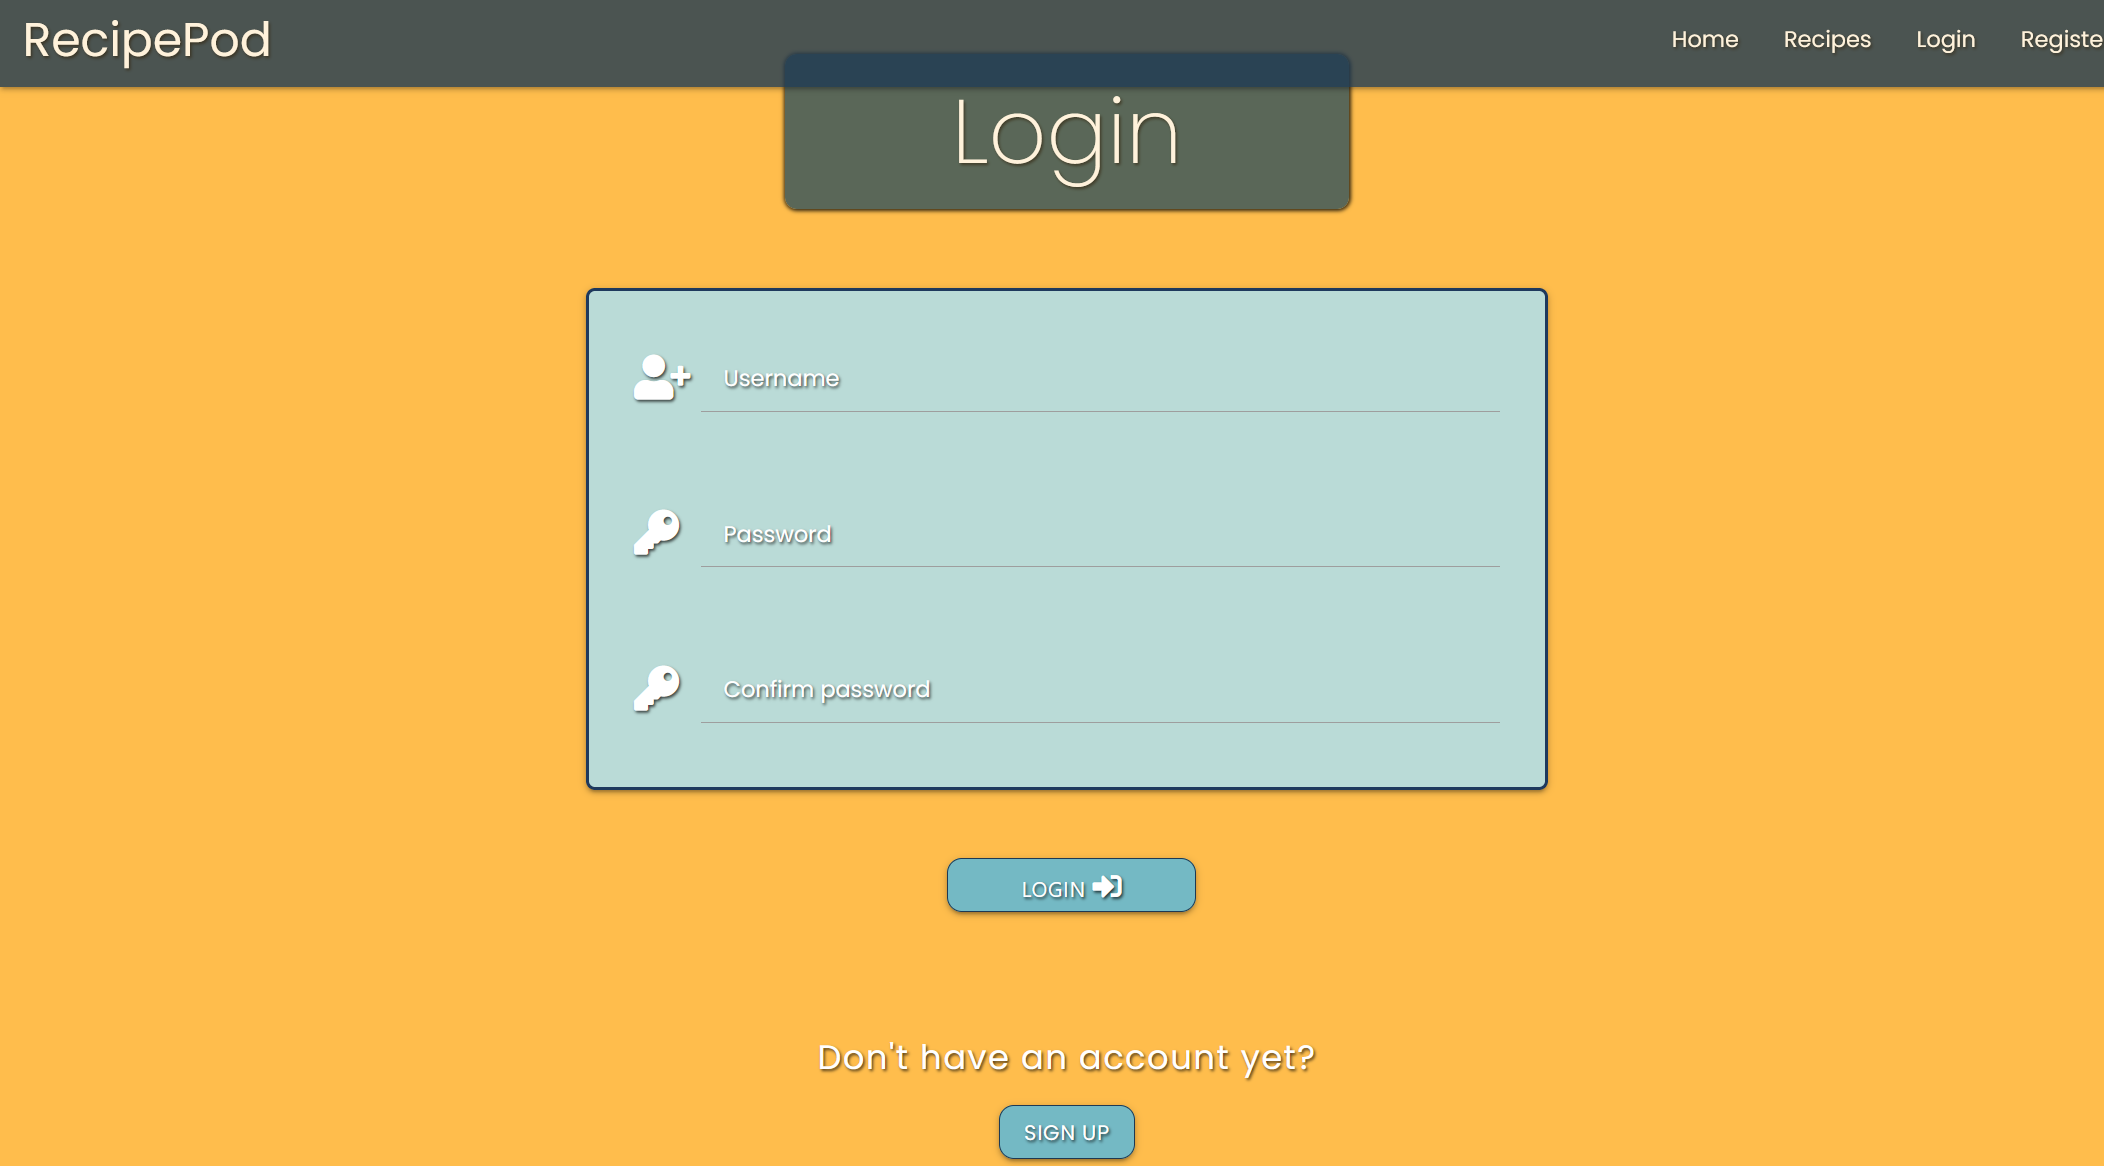 RecipePod
Home Recipes Login Registe
Login
Username
Password
Confirm password
LOGIN
Don't have an account yet?
SIGN UP